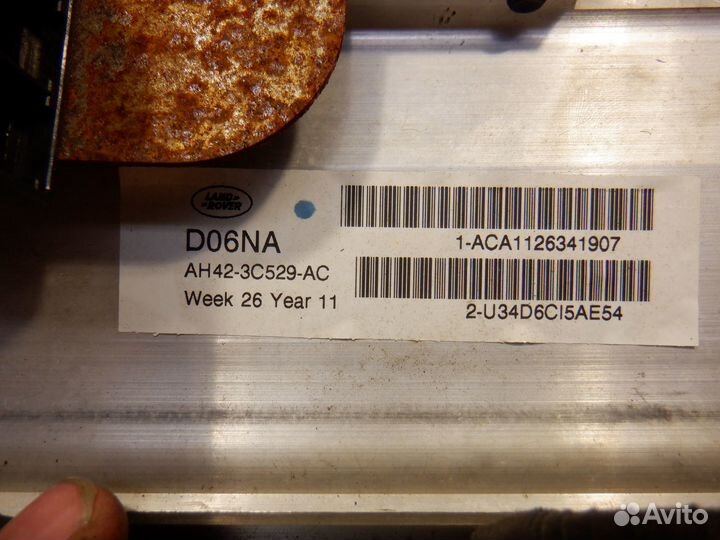 LAND ROVER
D06NA
AH42-3C529-AC
Week 26 Year 11
1-ACA1126341907
2-U34D6CI5AE54
Avito